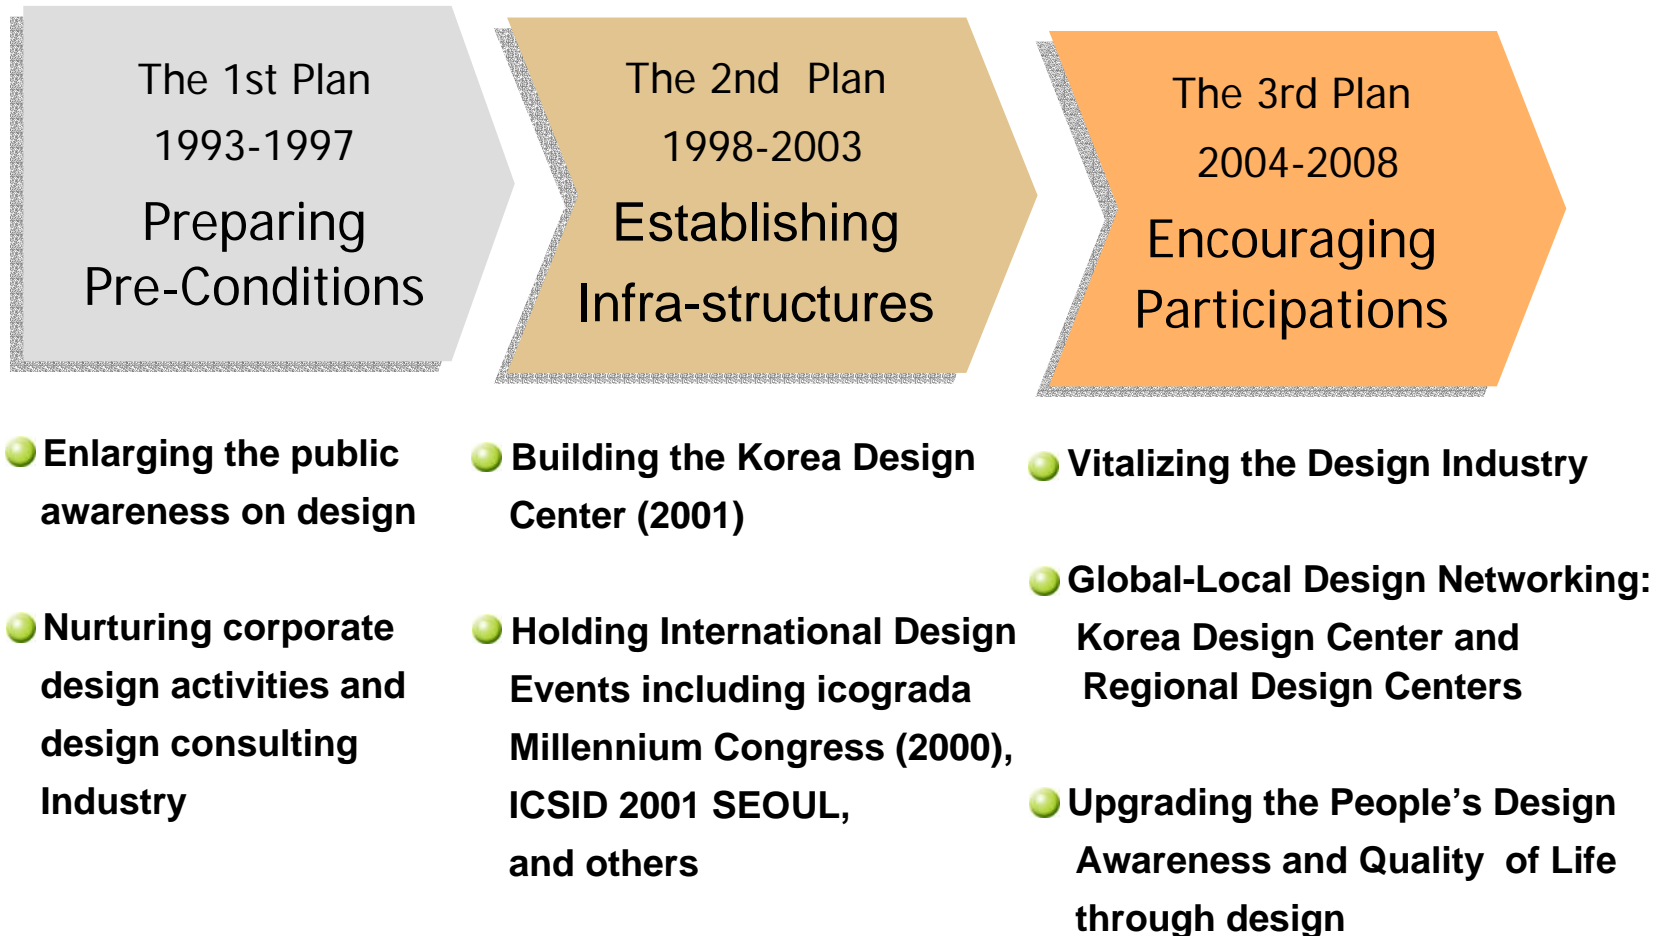 The 1st Plan
1993-1997
Preparing
Pre-Conditions
The 2nd Plan
1998-2003
Establishing
Infra-structures
The 3rd Plan
2004-2008
Encouraging
Participations
Enlarging the public
awareness on design
Nurturing corporate
design activities and
design consulting
Industry
Building the Korea Design
Center (2001)
Holding International Design
Events including icograda
Millennium Congress (2000),
ICSID 2001 SEOUL,
and others
Vitalizing the Design Industry
Global-Local Design Networking:
Korea Design Center and
Regional Design Centers
Upgrading the People’s Design
Awareness and Quality of Life
through design